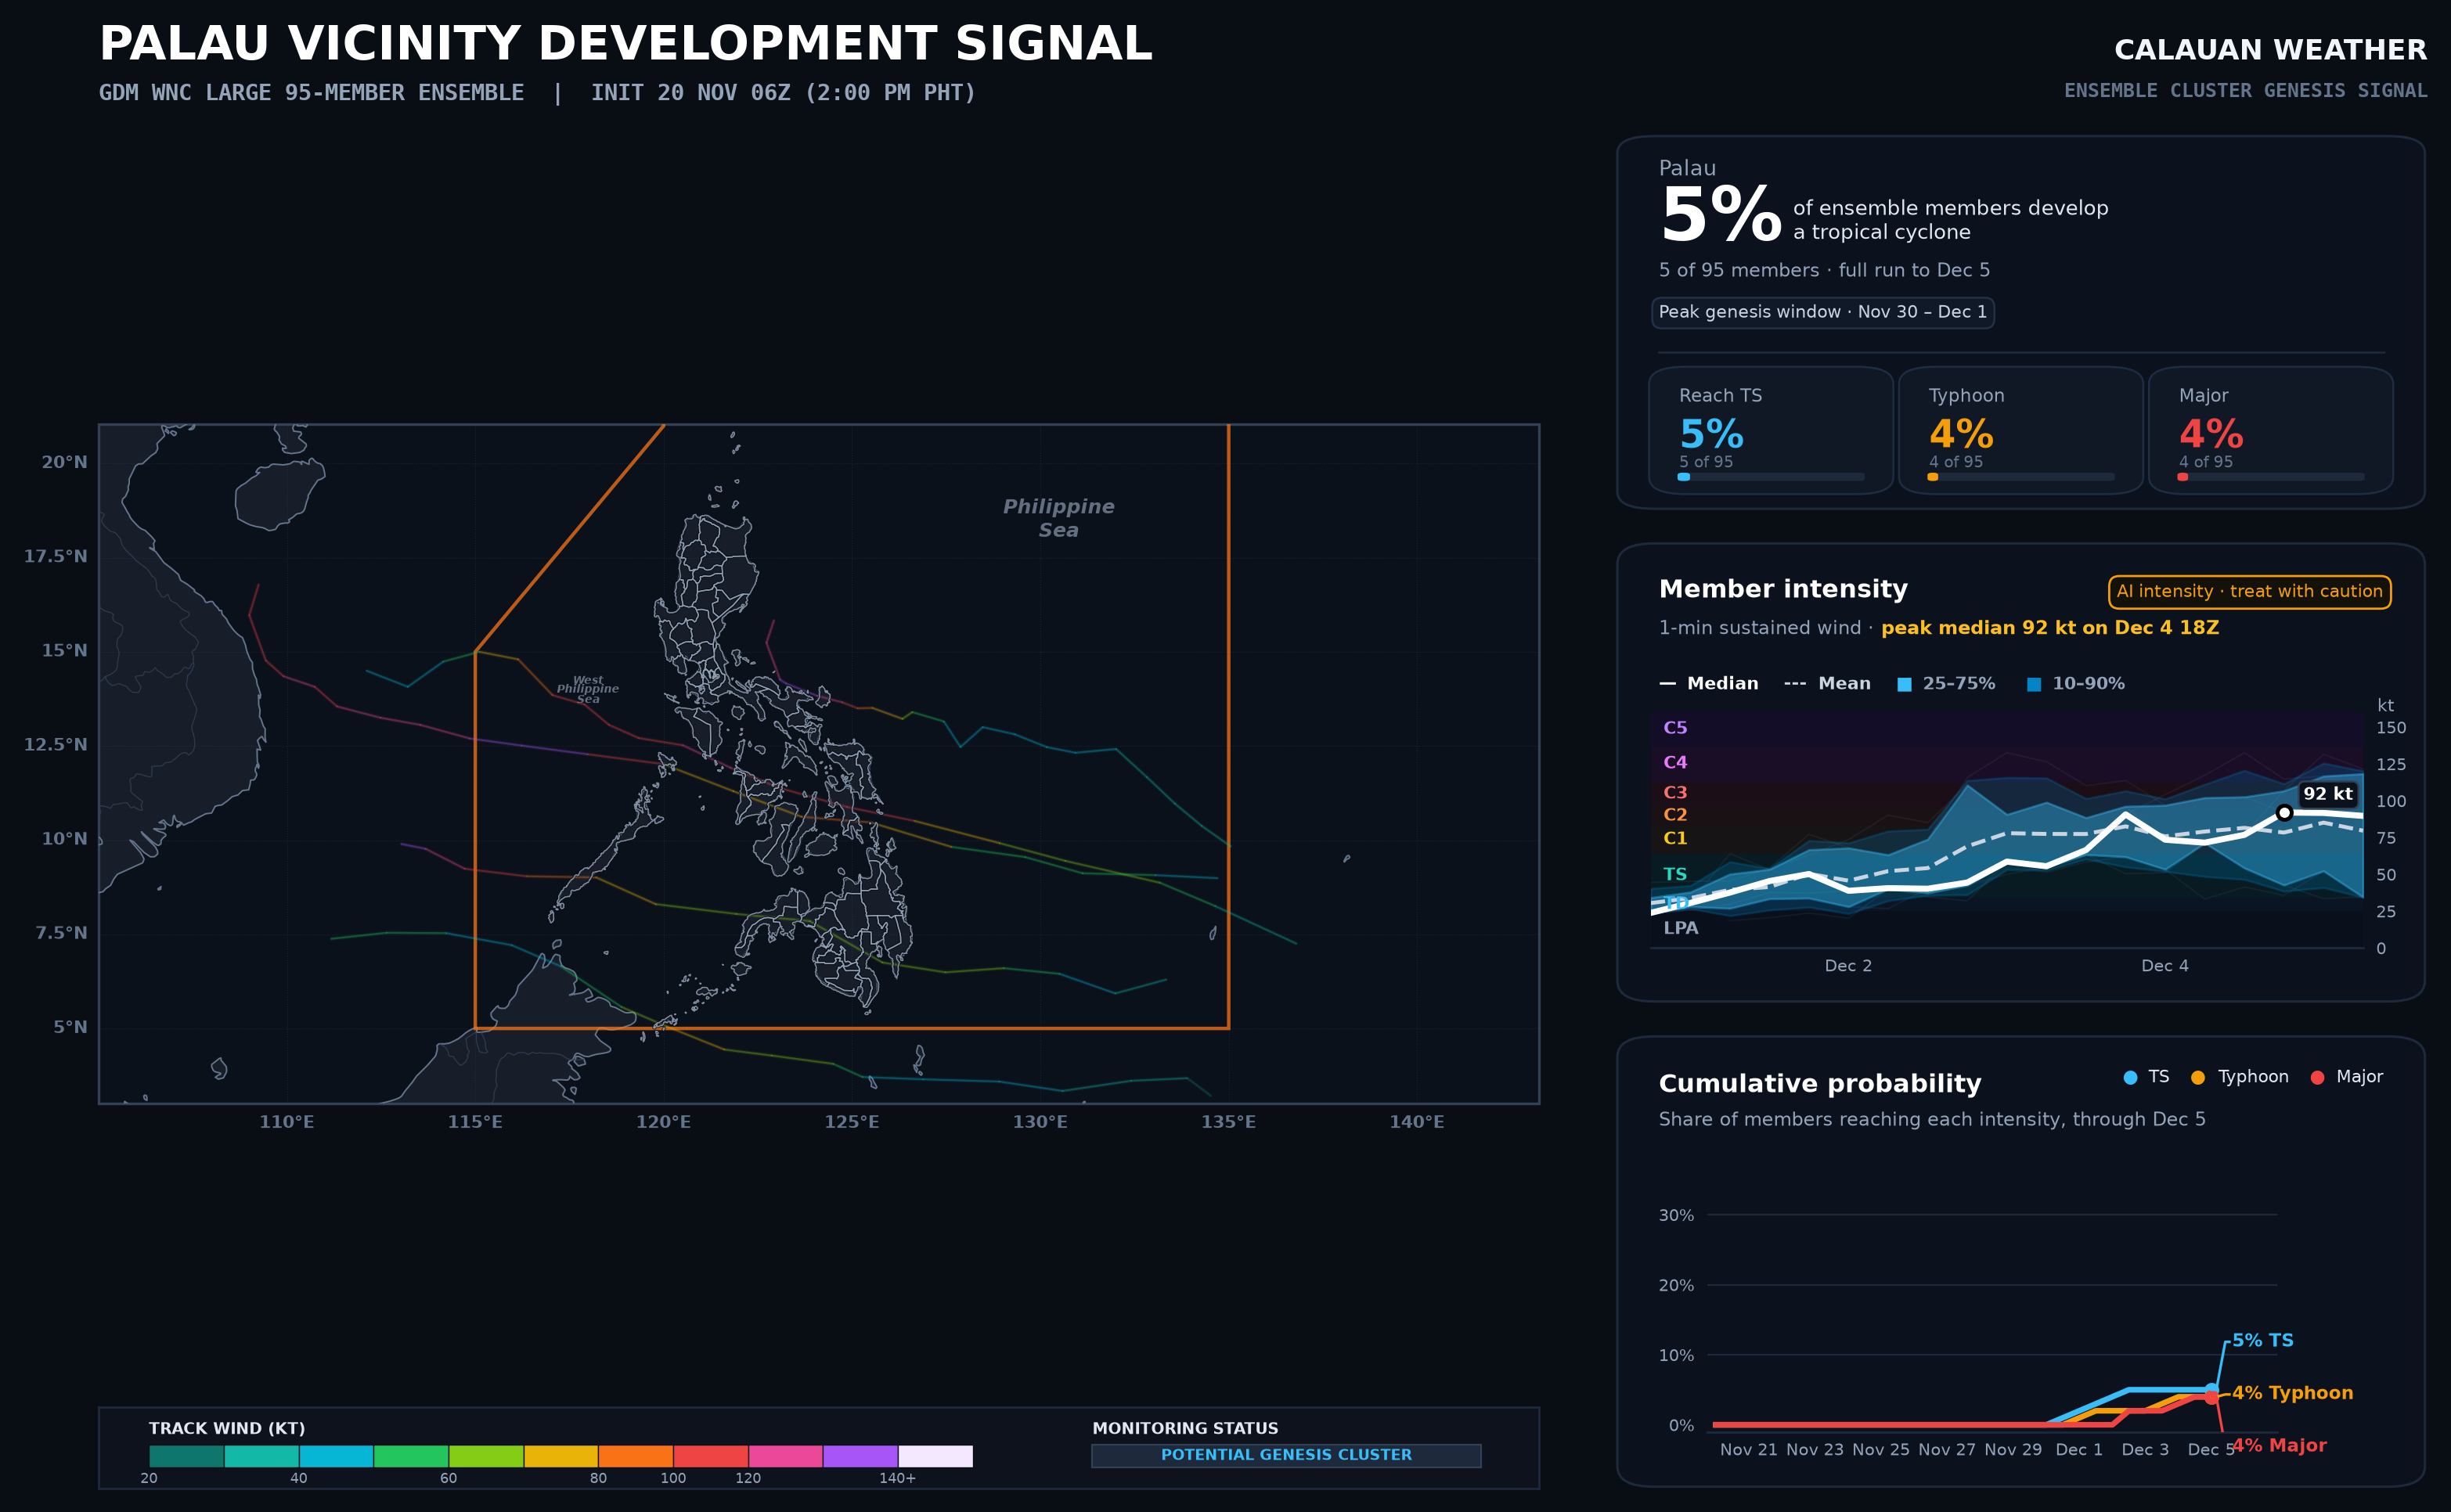 PALAU VICINITY DEVELOPMENT SIGNAL
GDM WNC LARGE 95-MEMBER ENSEMBLE | INIT 20 NOV 06Z (2:00 PM PHT)
CALAUAN WEATHER
ENSEMBLE CLUSTER GENESIS SIGNAL
20°N
17.5°N
15°N
12.5°N
10°N
7.5°N
5°N
110°E 115°E 120°E 125°E 130°E 135°E 140°E
Philippine
Sea
West
Philippine
Sea
TRACK WIND (KT)
20 40 60 80 100 120 140+
MONITORING STATUS
POTENTIAL GENESIS CLUSTER
Palau
5% of ensemble members develop
a tropical cyclone
5 of 95 members · full run to Dec 5
Peak genesis window · Nov 30 – Dec 1
Reach TS
5%
5 of 95
Typhoon
4%
4 of 95
Major
4%
4 of 95
Member intensity
AI intensity · treat with caution
1-min sustained wind · peak median 92 kt on Dec 4 18Z
Median Mean 25–75% 10–90%
kt
C5 150
C4 125
C3 100
C2
C1 75
TS 50
TD 25
LPA
0
92 kt
Dec 2 Dec 4
Cumulative probability
TS Typhoon Major
Share of members reaching each intensity, through Dec 5
30%
20%
10%
0%
5% TS
4% Typhoon
4% Major
Nov 21 Nov 23 Nov 25 Nov 27 Nov 29 Dec 1 Dec 3 Dec 5